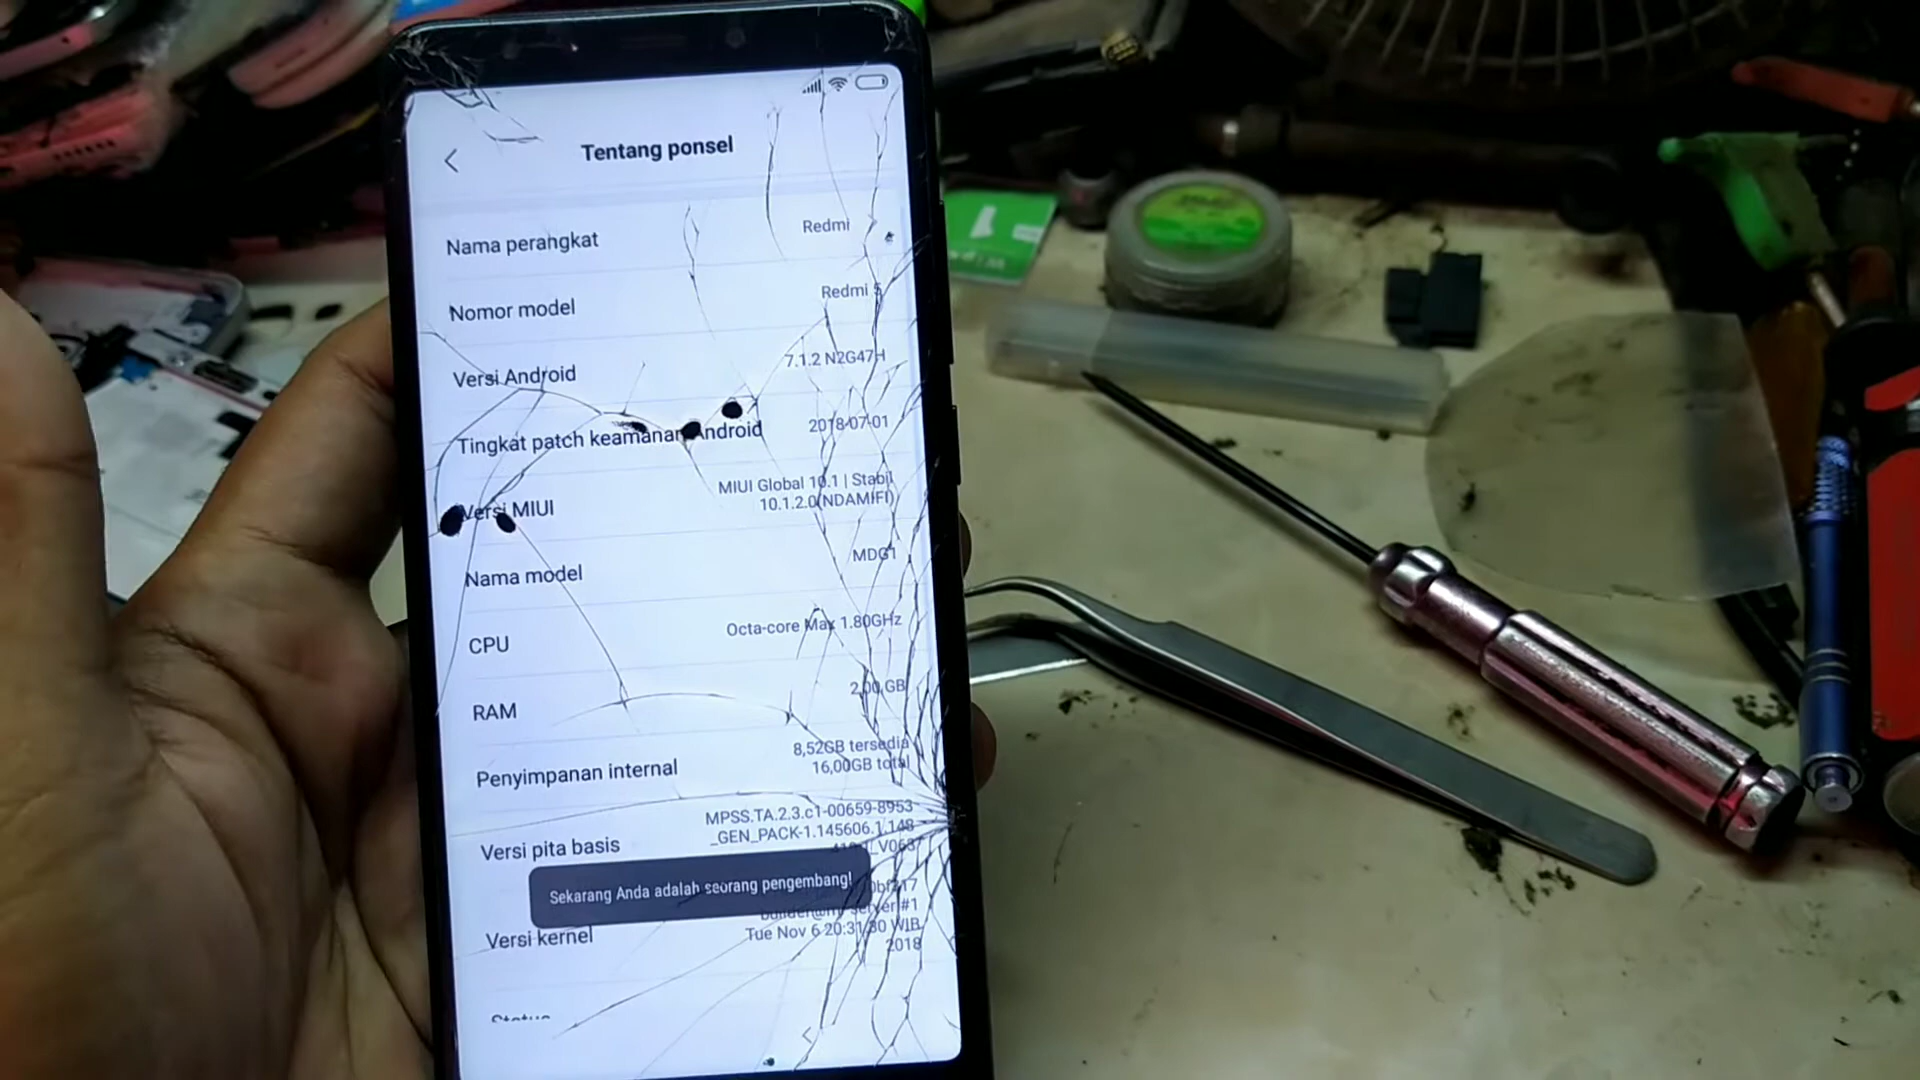 Tentang ponsel
Nama perangkat
Redmi
Nomor model
Redmi 5
Versi Android
7.1.2 N2G47H
Tingkat patch keamanan Android
2018-07-01
Versi MIUI
MIUI Global 10.1 | Stabil
10.1.2.0(NDAMIFI)
Nama model
MDG1
CPU
Octa-core Max 1.80GHz
RAM
2,00 GB
Penyimpanan internal
8,52GB tersedia
16,00GB total
Versi pita basis
MPSS.TA.2.3.c1-00659-8953
_GEN_PACK-1.145606.1.148
Sekarang Anda adalah seorang pengembang!
Versi kernel
#1
Tue Nov 6 20:31:30 WIB
2018